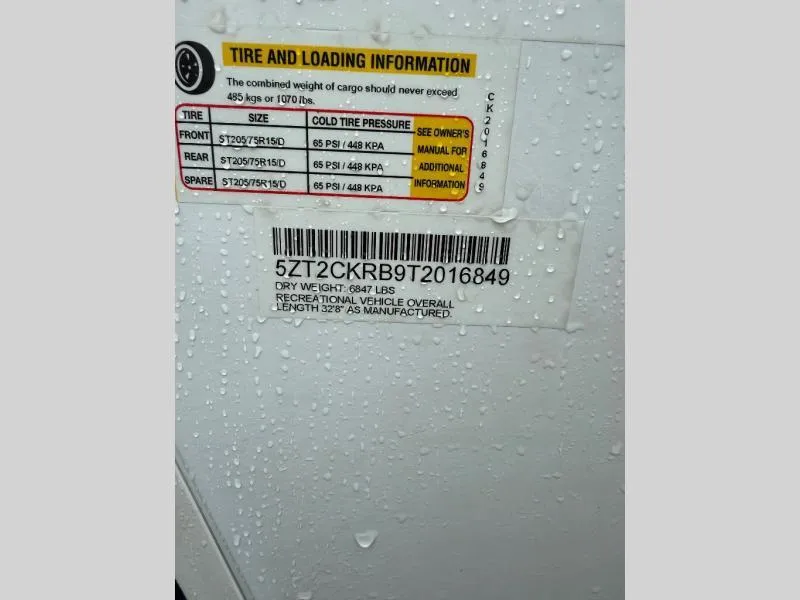 TIRE AND LOADING INFORMATION
The combined weight of cargo should never exceed
485 kgs or 1070 lbs.
TIRE SIZE COLD TIRE PRESSURE SEE OWNER'S
FRONT ST205/75R15/D 65 PSI / 448 KPA MANUAL FOR
REAR ST205/75R15/D 65 PSI / 448 KPA ADDITIONAL
SPARE ST205/75R15/D 65 PSI / 448 KPA INFORMATION
CK2016849
5ZT2CKRB9T2016849
DRY WEIGHT: 6847 LBS
RECREATIONAL VEHICLE OVERALL
LENGTH 32'8" AS MANUFACTURED.